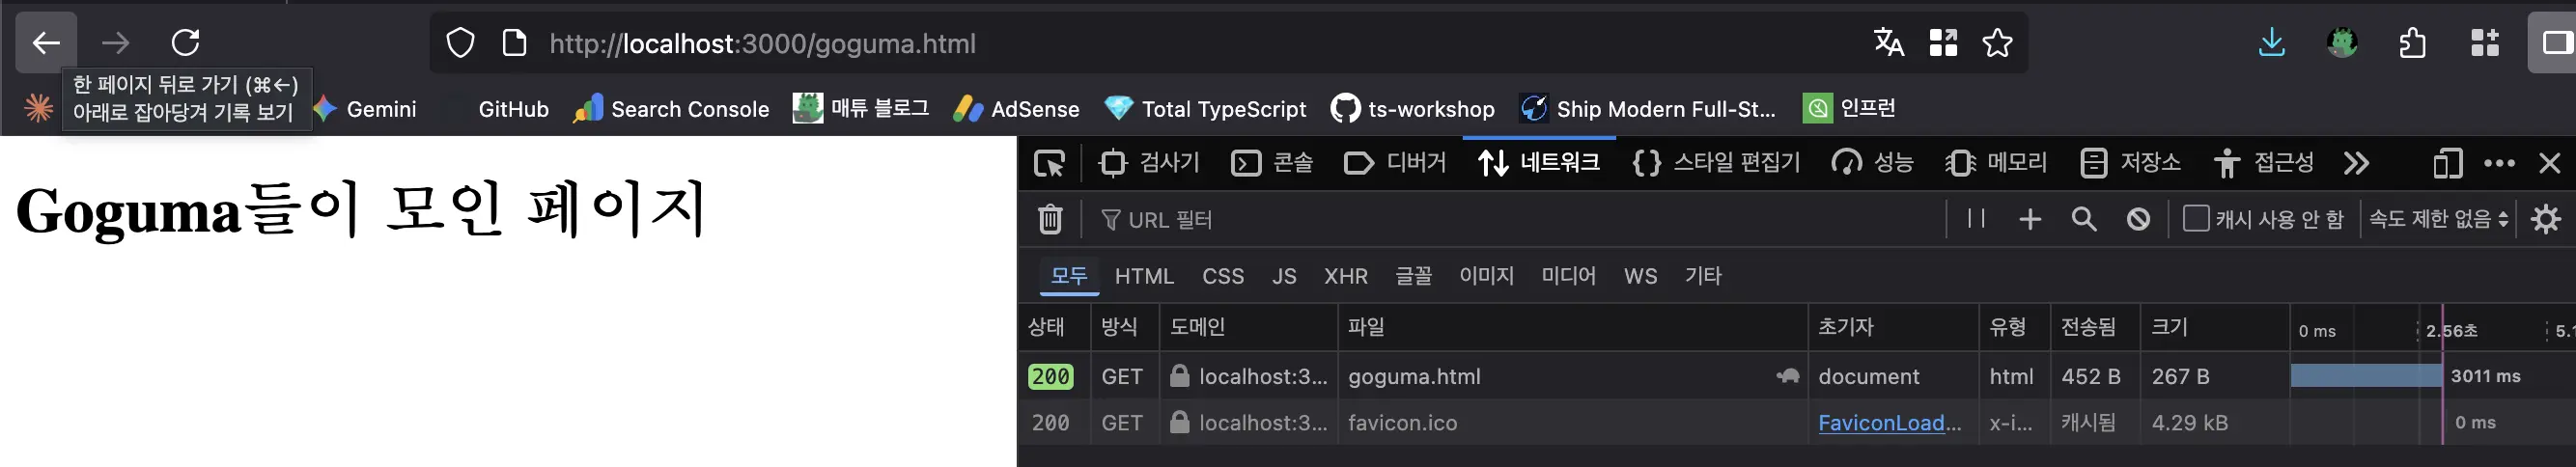 http://localhost:3000/goguma.html
한 페이지 뒤로 가기 (⌘←)
아래로 잡아당겨 기록 보기
Gemini GitHub Search Console 매튜 블로그 AdSense Total TypeScript ts-workshop Ship Modern Full-St... 인프런
Goguma들이 모인 페이지
검사기 콘솔 디버거 네트워크 스타일 편집기 성능 메모리 저장소 접근성
URL 필터 캐시 사용 안 함 속도 제한 없음
모두 HTML CSS JS XHR 글꼴 이미지 미디어 WS 기타
상태 방식 도메인 파일 초기자 유형 전송됨 크기 0 ms 2.56초 5.1
200 GET localhost:3... goguma.html document html 452 B 267 B 3011 ms
200 GET localhost:3... favicon.ico FaviconLoad... x-i... 캐시됨 4.29 kB 0 ms